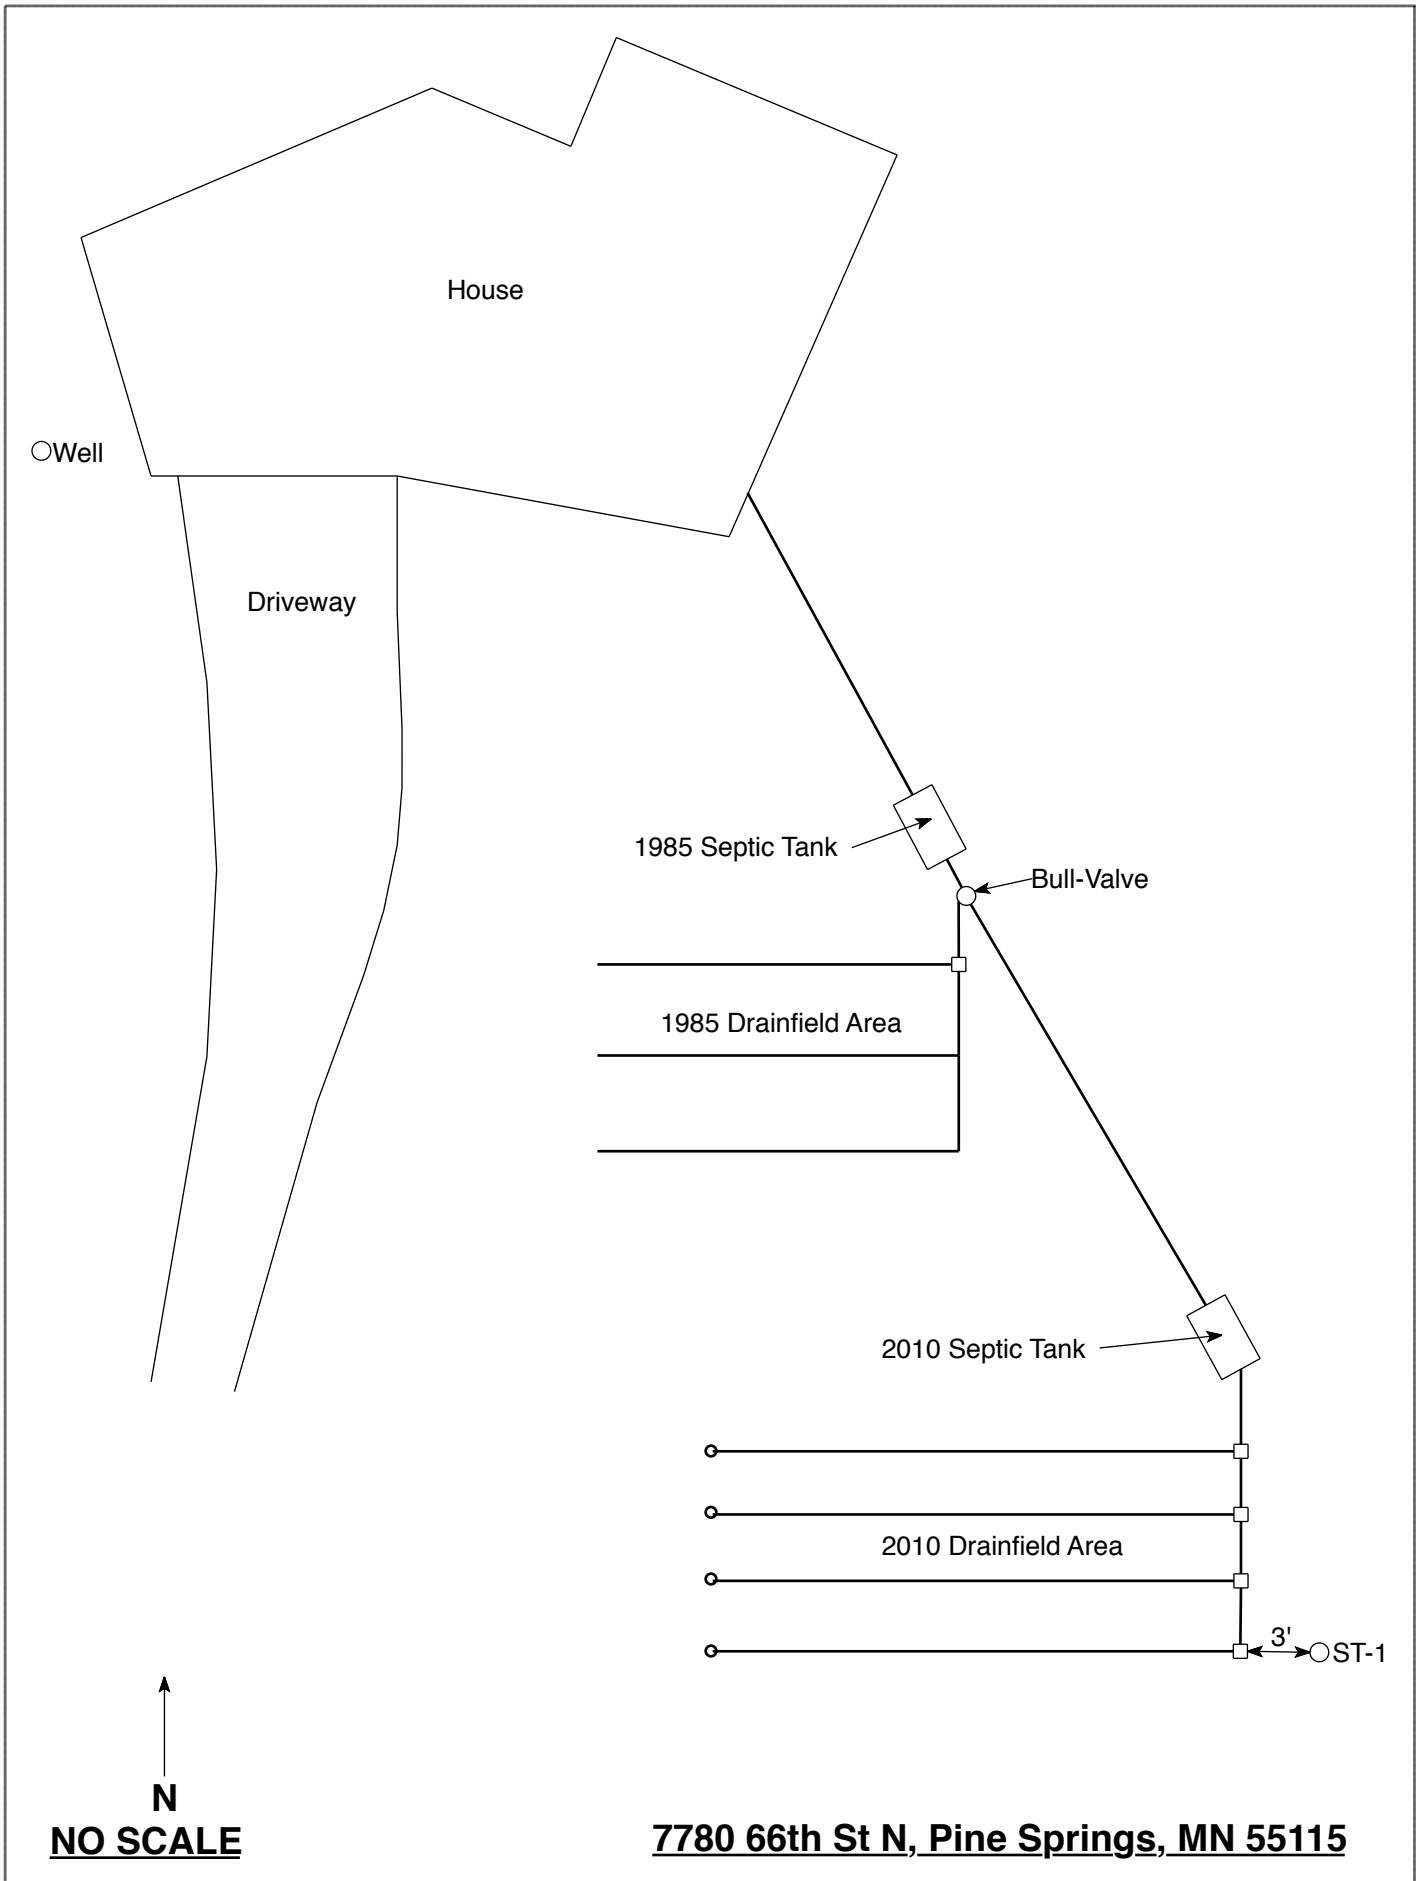 House
Well
Driveway
1985 Septic Tank
Bull-Valve
1985 Drainfield Area
2010 Septic Tank
2010 Drainfield Area
3'
ST-1
N
NO SCALE
7780 66th St N, Pine Springs, MN 55115